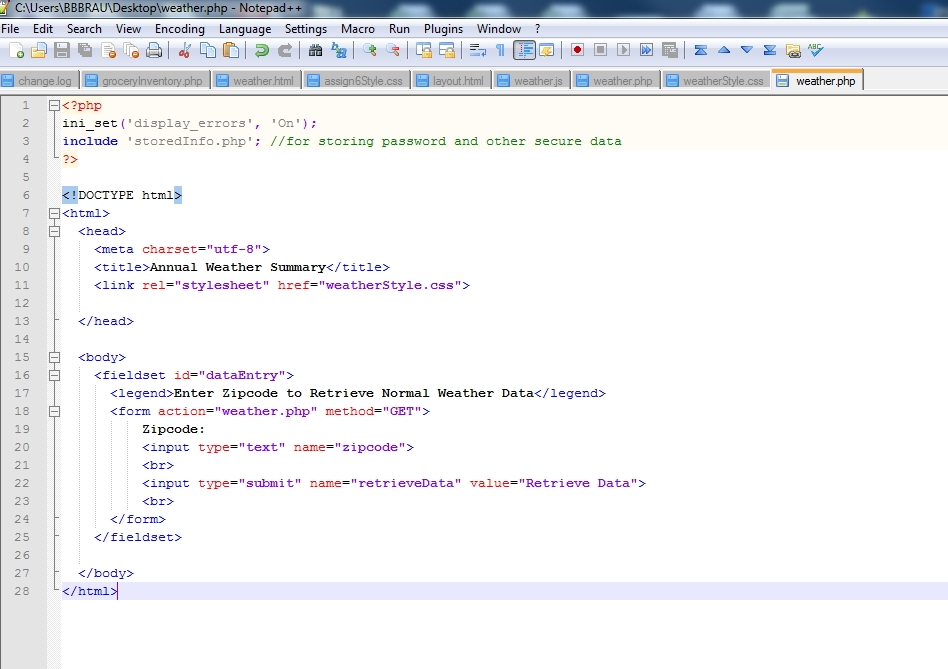 C:\Users\BBBRAU\Desktop\weather.php - Notepad++
File Edit Search View Encoding Language Settings Macro Run Plugins Window ?
change.log groceryInventory.php weather.html assign6Style.css layout.html weather.js weather.php weatherStyle.css weather.php
1 <?php
2 ini_set('display_errors', 'On');
3 include 'storedInfo.php'; //for storing password and other secure data
4 ?>
5
6 <!DOCTYPE html>
7 <html>
8 <head>
9 <meta charset="utf-8">
10 <title>Annual Weather Summary</title>
11 <link rel="stylesheet" href="weatherStyle.css">
12
13 </head>
14
15 <body>
16 <fieldset id="dataEntry">
17 <legend>Enter Zipcode to Retrieve Normal Weather Data</legend>
18 <form action="weather.php" method="GET">
19 Zipcode:
20 <input type="text" name="zipcode">
21 <br>
22 <input type="submit" name="retrieveData" value="Retrieve Data">
23 <br>
24 </form>
25 </fieldset>
26
27 </body>
28 </html>